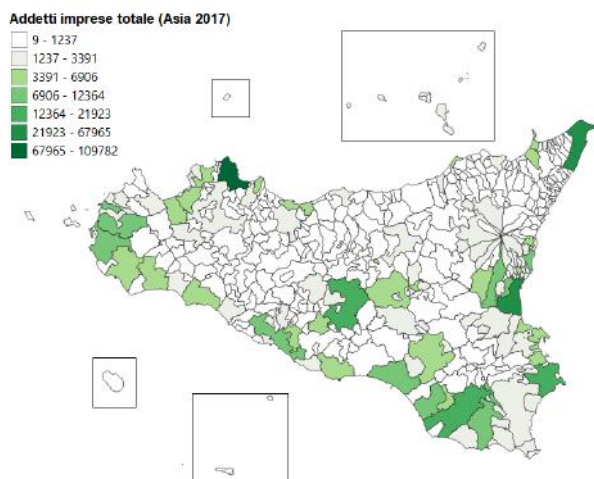 Addetti imprese totale (Asia 2017)
9 - 1237
1237 - 3391
3391 - 6906
6906 - 12364
12364 - 21923
21923 - 67965
67965 - 109782